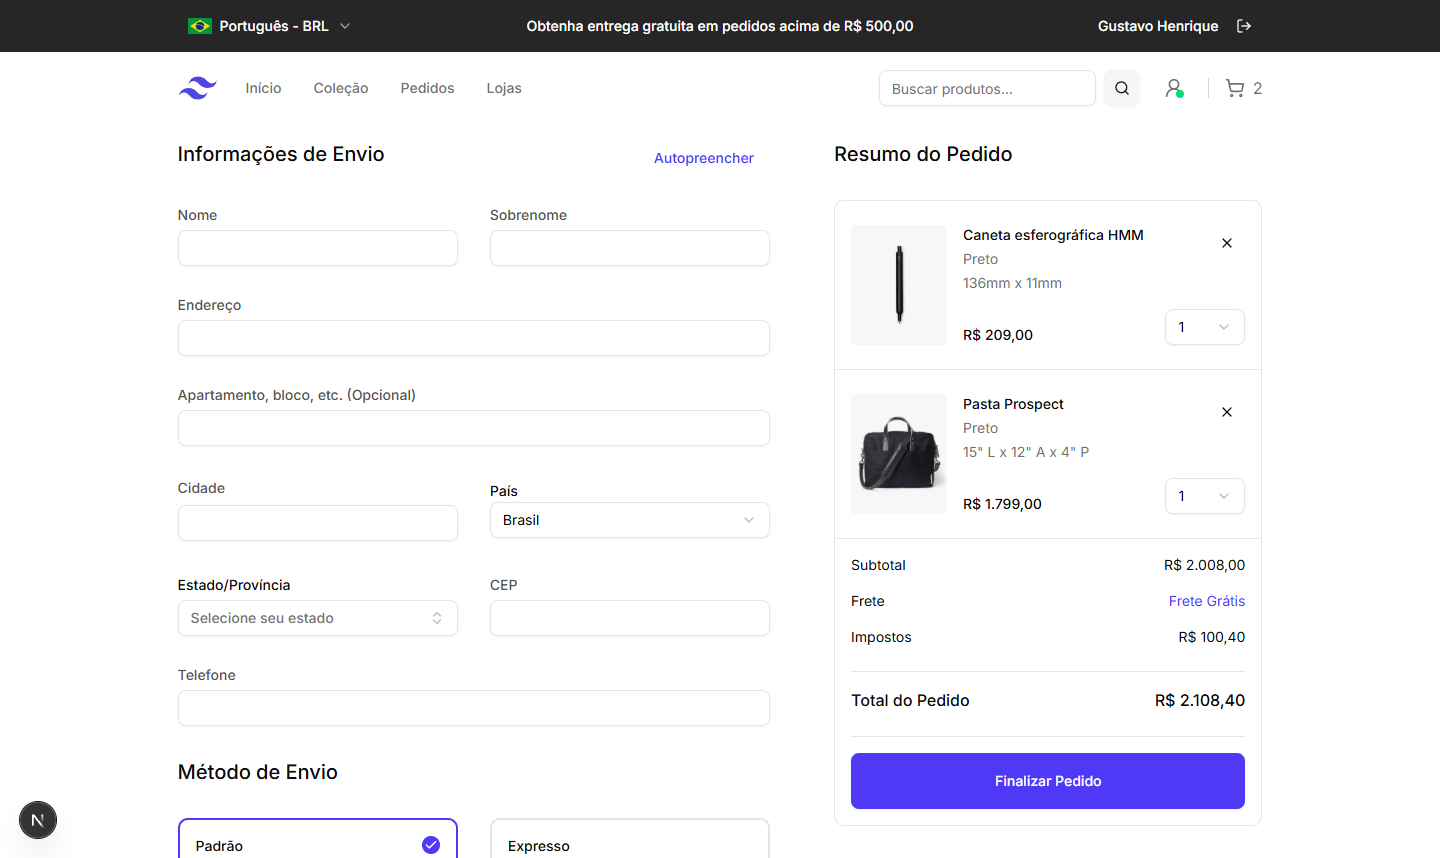 Português - BRL
Obtenha entrega gratuita em pedidos acima de R$ 500,00
Gustavo Henrique
Início
Coleção
Pedidos
Lojas
Buscar produtos...
2
Informações de Envio
Autopreencher
Nome
Sobrenome
Endereço
Apartamento, bloco, etc. (Opcional)
Cidade
País
Brasil
Estado/Província
Selecione seu estado
CEP
Telefone
Método de Envio
Padrão
Expresso
Resumo do Pedido
Caneta esferográfica HMM
Preto
136mm x 11mm
R$ 209,00
1
Pasta Prospect
Preto
15" L x 12" A x 4" P
R$ 1.799,00
1
Subtotal
R$ 2.008,00
Frete
Frete Grátis
Impostos
R$ 100,40
Total do Pedido
R$ 2.108,40
Finalizar Pedido
N